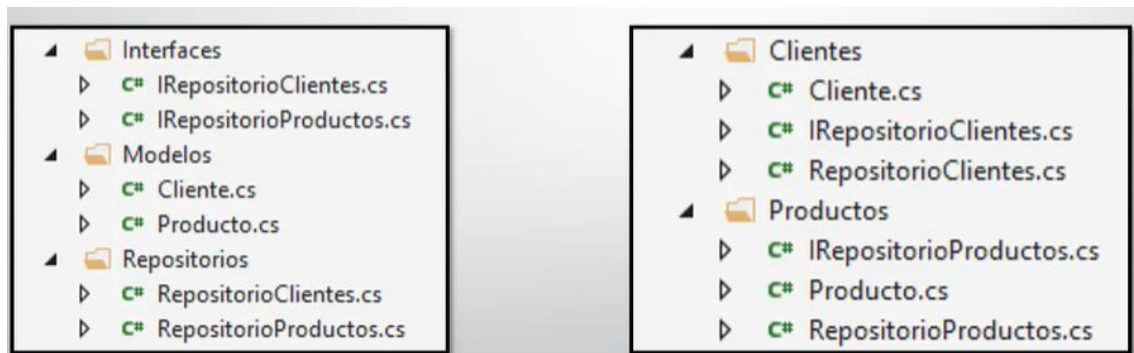 Interfaces
C# IRepositorioClientes.cs
C# IRepositorioProductos.cs
Modelos
C# Cliente.cs
C# Producto.cs
Repositorios
C# RepositorioClientes.cs
C# RepositorioProductos.cs
Clientes
C# Cliente.cs
C# IRepositorioClientes.cs
C# RepositorioClientes.cs
Productos
C# IRepositorioProductos.cs
C# Producto.cs
C# RepositorioProductos.cs